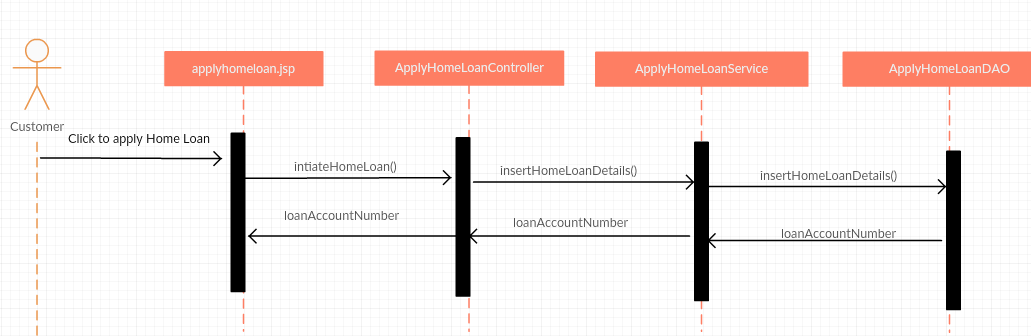 applyhomeloan.jsp
ApplyHomeLoanController
ApplyHomeLoanService
ApplyHomeLoanDAO
Customer
Click to apply Home Loan
intiateHomeLoan()
insertHomeLoanDetails()
insertHomeLoanDetails()
loanAccountNumber
loanAccountNumber
loanAccountNumber